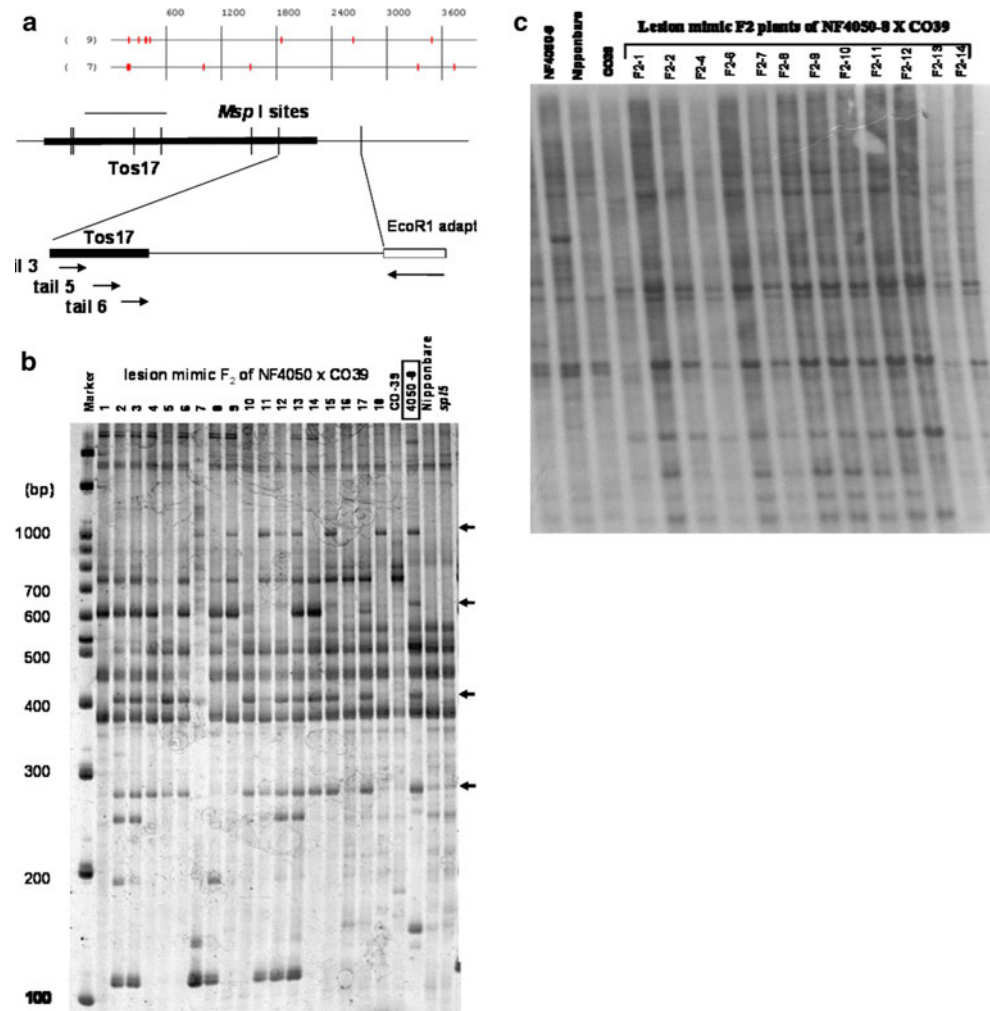 a
600 1200 1800 2400 3000 3600
( 9)
( 7)
Msp I sites
Tos17
Tos17
EcoR1 adapt
il 3
tail 5
tail 6
b
lesion mimic F2 of NF4050 x CO39
Marker 1 2 3 4 5 6 7 8 9 10 11 12 13 14 15 16 17 18 CO-39 4050-8 Nipponbare spl5
(bp)
1000
700
600
500
400
300
200
100
c
Lesion mimic F2 plants of NF4050-8 X CO39
NF4050-8 Nipponbare CO39 F2-1 F2-2 F2-4 F2-6 F2-7 F2-8 F2-9 F2-10 F2-11 F2-12 F2-13 F2-14